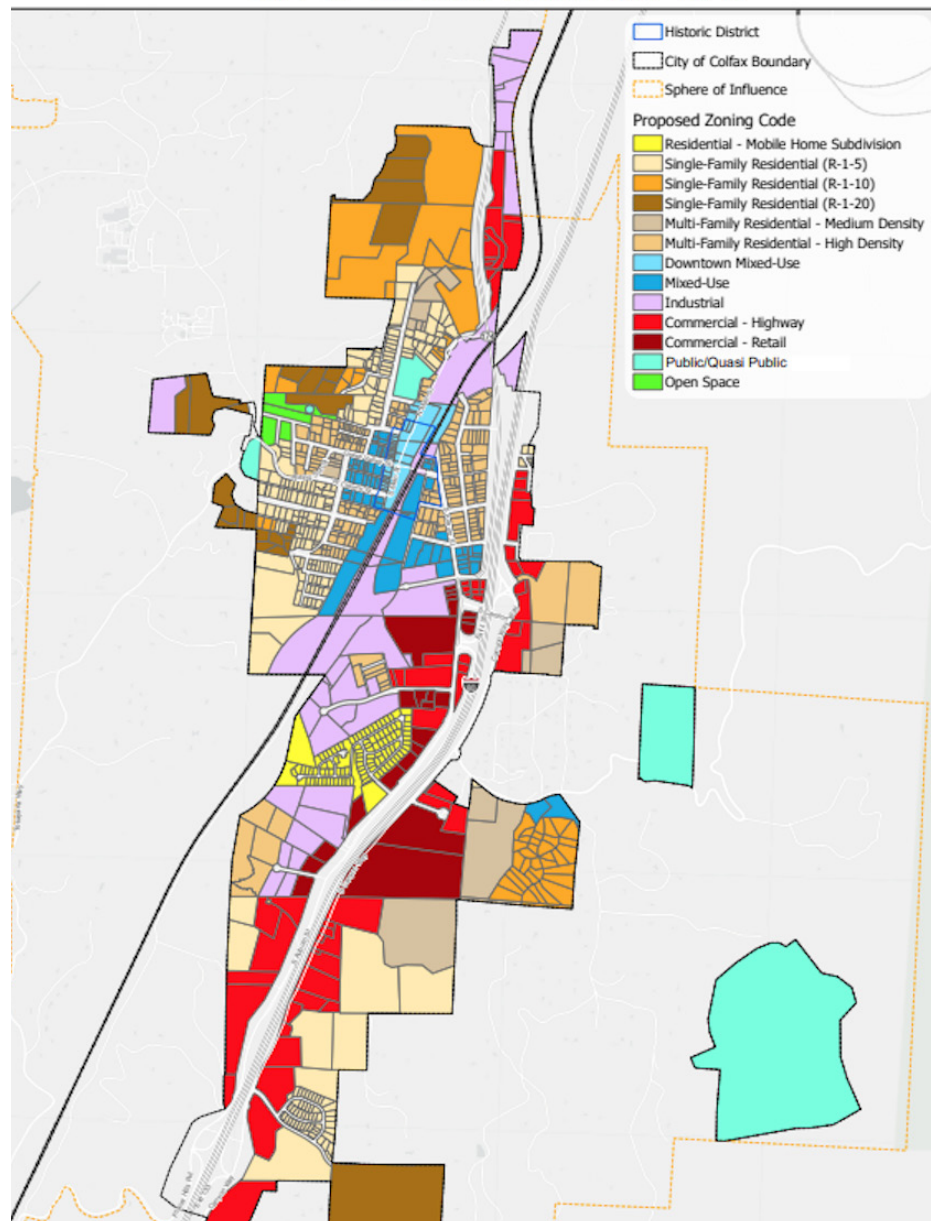 Historic District
City of Colfax Boundary
Sphere of Influence
Proposed Zoning Code
Residential - Mobile Home Subdivision
Single-Family Residential (R-1-5)
Single-Family Residential (R-1-10)
Single-Family Residential (R-1-20)
Multi-Family Residential - Medium Density
Multi-Family Residential - High Density
Downtown Mixed-Use
Mixed-Use
Industrial
Commercial - Highway
Commercial - Retail
Public/Quasi Public
Open Space
S Auburn St